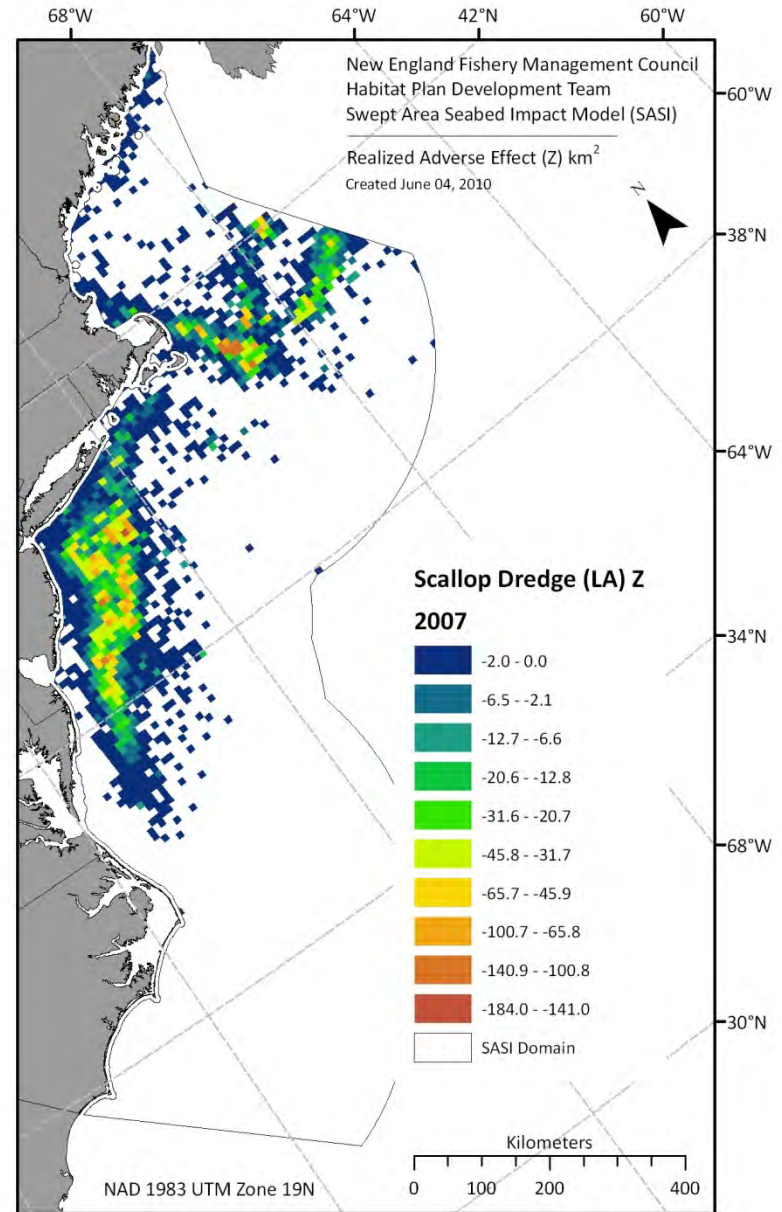 68°W 64°W 42°N 60°W
New England Fishery Management Council
Habitat Plan Development Team
Swept Area Seabed Impact Model (SASI)
Realized Adverse Effect (Z) km²
Created June 04, 2010
60°W
N
38°N
64°W
Scallop Dredge (LA) Z
2007
34°N
-2.0 - 0.0
-6.5 - -2.1
-12.7 - -6.6
-20.6 - -12.8
-31.6 - -20.7
-45.8 - -31.7
68°W
-65.7 - -45.9
-100.7 - -65.8
-140.9 - -100.8
-184.0 - -141.0
30°N
SASI Domain
Kilometers
0 100 200 400
NAD 1983 UTM Zone 19N